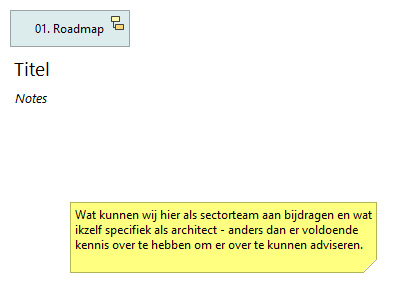 01. Roadmap
Titel
Notes
Wat kunnen wij hier als sectorteam aan bijdragen en wat
ikzelf specifiek als architect - anders dan er voldoende
kennis over te hebben om er over te kunnen adviseren.